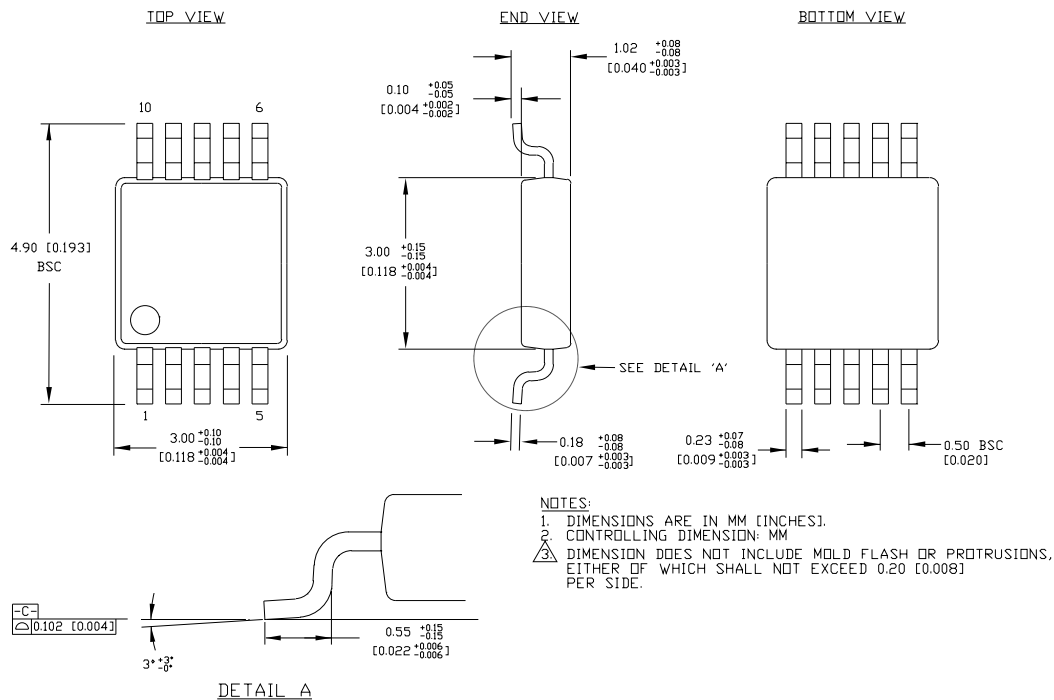 TOP VIEW
END VIEW
BOTTOM VIEW
1.02 +0.08 -0.08
[0.040 +0.003 -0.003]
0.10 +0.05 -0.05
[0.004 +0.002 -0.002]
10
6
4.90 [0.193]
BSC
3.00 +0.15 -0.15
[0.118 +0.004 -0.004]
SEE DETAIL 'A'
1
5
3.00 +0.10 -0.10
[0.118 +0.004 -0.004]
0.18 +0.08 -0.08
[0.007 +0.003 -0.003]
0.23 +0.07 -0.08
[0.009 +0.003 -0.003]
0.50 BSC
[0.020]
NOTES:
1. DIMENSIONS ARE IN MM [INCHES].
2. CONTROLLING DIMENSION: MM
3. DIMENSION DOES NOT INCLUDE MOLD FLASH OR PROTRUSIONS,
EITHER OF WHICH SHALL NOT EXCEED 0.20 [0.008]
PER SIDE.
-C-
0.102 [0.004]
0.55 +0.15 -0.15
[0.022 +0.006 -0.006]
3° +3° -0°
DETAIL A